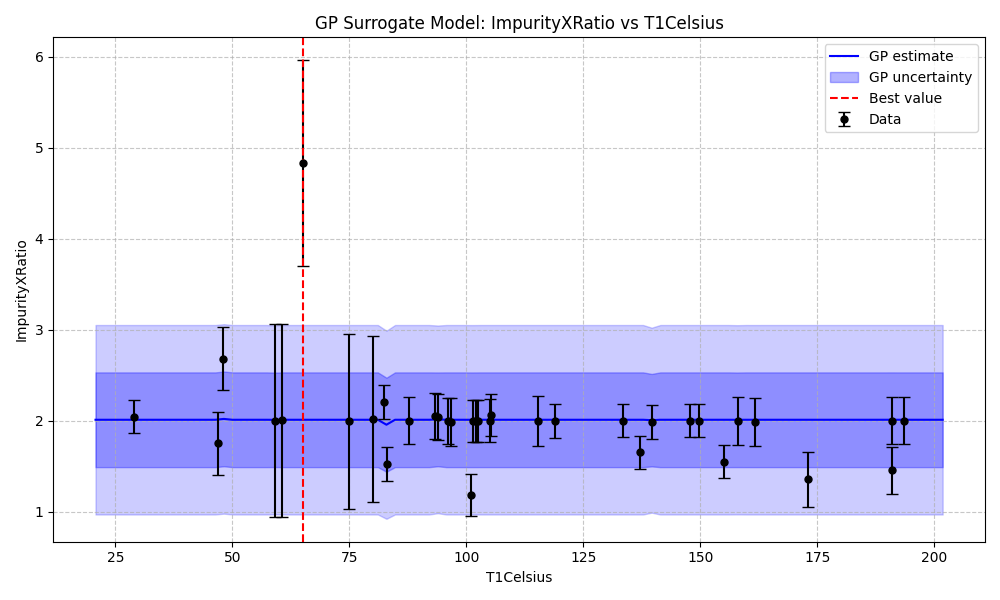 GP Surrogate Model: ImpurityXRatio vs T1Celsius
GP estimate
GP uncertainty
Best value
Data
ImpurityXRatio
6
5
4
3
2
1
25
50
75
100
125
150
175
200
T1Celsius